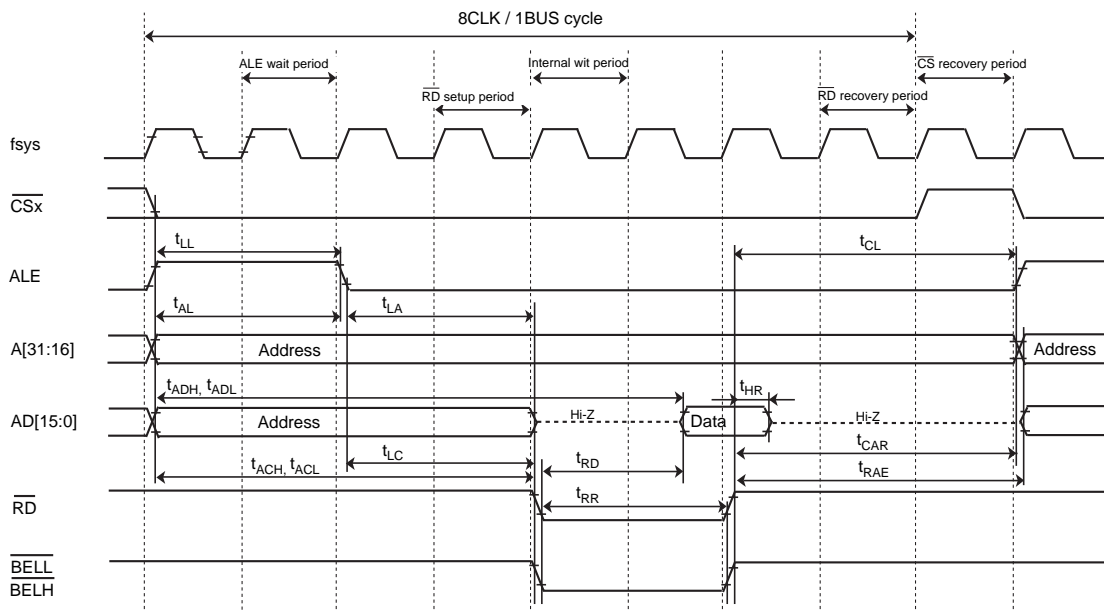 8CLK / 1BUS cycle
ALE wait period
Internal wit period
CS recovery period
RD setup period
RD recovery period
fsys
CSx
tLL
tCL
ALE
tAL
tLA
A[31:16]
Address
Address
tADH, tADL
tHR
AD[15:0]
Address
Hi-Z
Data
Hi-Z
tLC
tCAR
tACH, tACL
tRD
tRAE
tRR
RD
BELL
BELH